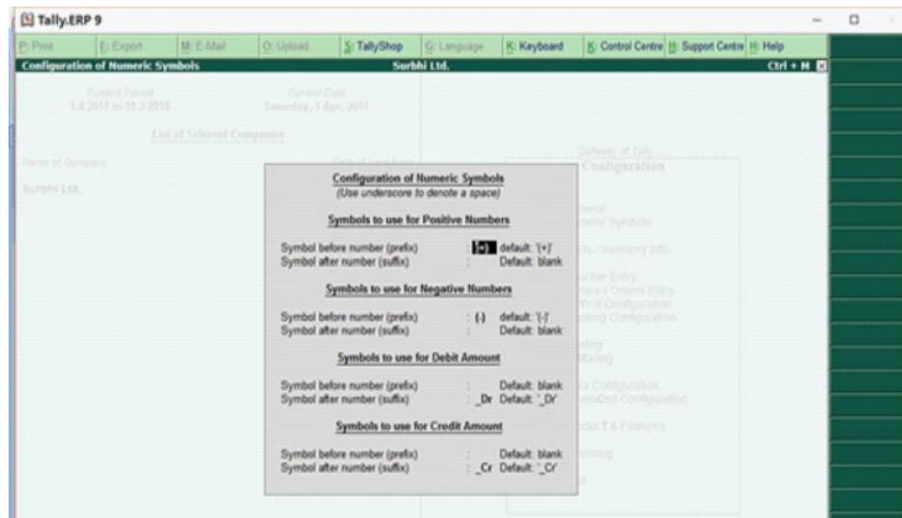 Tally.ERP 9
P: Print E: Export M: E-Mail O: Upload S: TallyShop G: Language K: Keyboard K: Control Centre H: Support Centre H: Help
Configuration of Numeric Symbols Surbhi Ltd. Ctrl + M
Current Period Current Date
1-4-2017 to 31-3-2018 Saturday, 1 Apr, 2017
List of Selected Companies
Name of Company
Surbhi Ltd.
Gateway of Tally
Configuration
Configuration of Numeric Symbols
(Use underscore to denote a space)
Symbols to use for Positive Numbers
Symbol before number (prefix) : (+) default: '(+)'
Symbol after number (suffix) : Default: blank
Symbols to use for Negative Numbers
Symbol before number (prefix) : (-) default: '(-)'
Symbol after number (suffix) : Default: blank
Symbols to use for Debit Amount
Symbol before number (prefix) : Default: blank
Symbol after number (suffix) : _Dr Default: '_Dr'
Symbols to use for Credit Amount
Symbol before number (prefix) : Default: blank
Symbol after number (suffix) : _Cr Default: '_Cr'